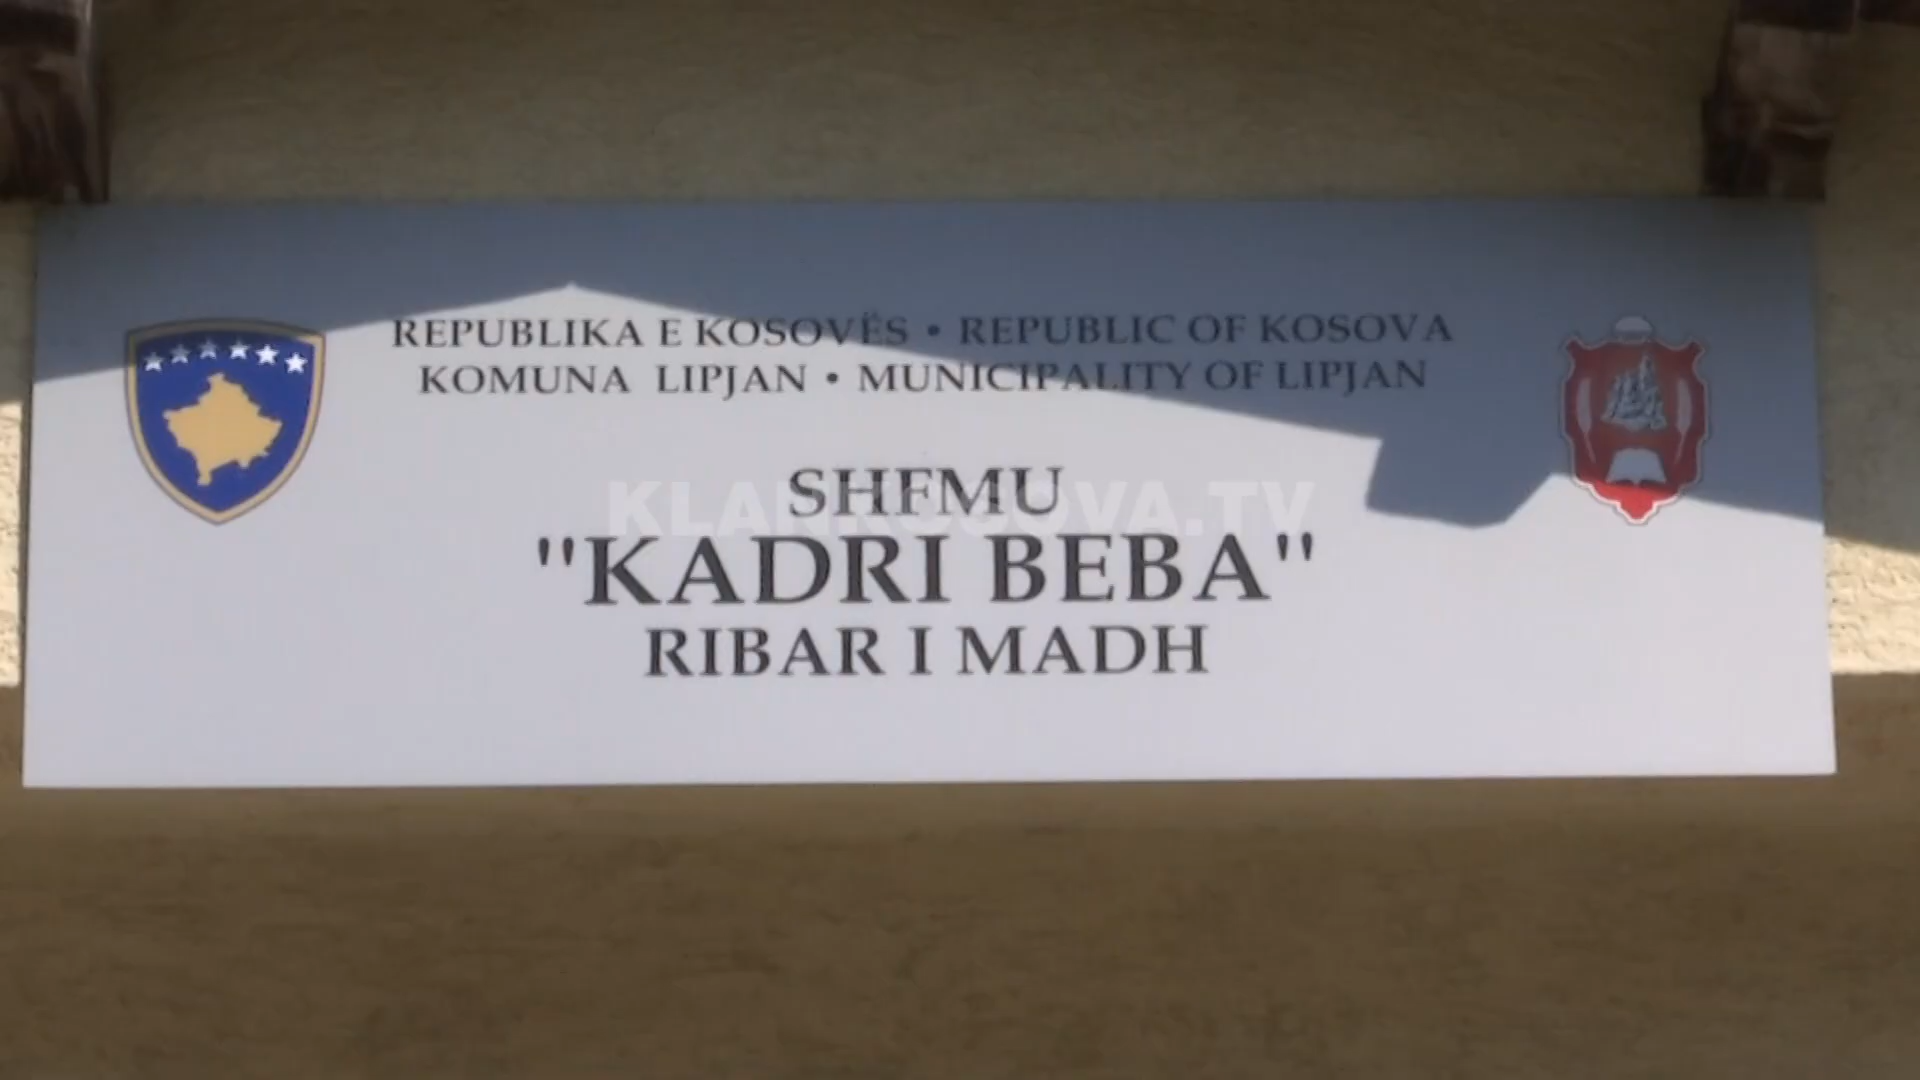 REPUBLIKA E KOSOVËS • REPUBLIC OF KOSOVA
KOMUNA LIPJAN • MUNICIPALITY OF LIPJAN
SHFMU
KLANKOSOVA.TV
"KADRI BEBA"
RIBAR I MADH